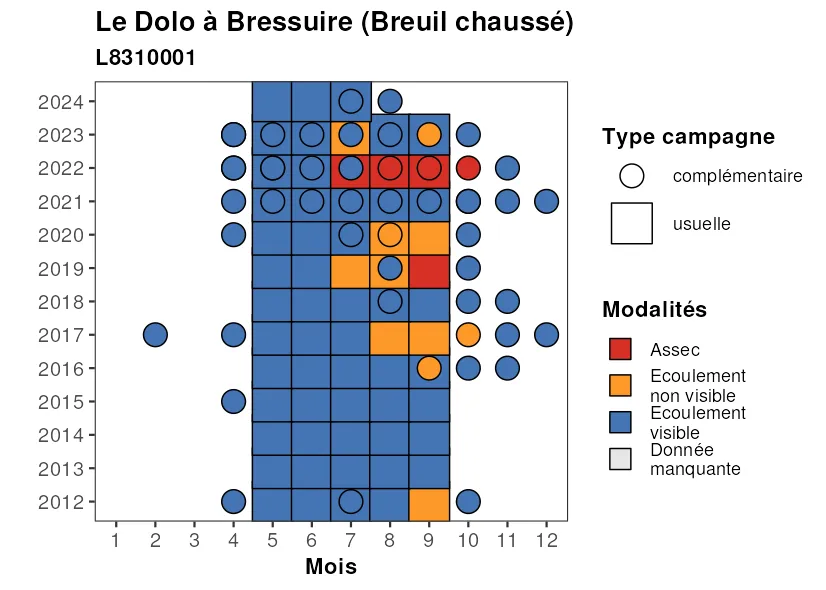 Le Dolo à Bressuire (Breuil chaussé)
L8310001
2024
2023
2022
2021
2020
2019
2018
2017
2016
2015
2014
2013
2012
1 2 3 4 5 6 7 8 9 10 11 12
Mois
Type campagne
complémentaire
usuelle
Modalités
Assec
Ecoulement
non visible
Ecoulement
visible
Donnée
manquante